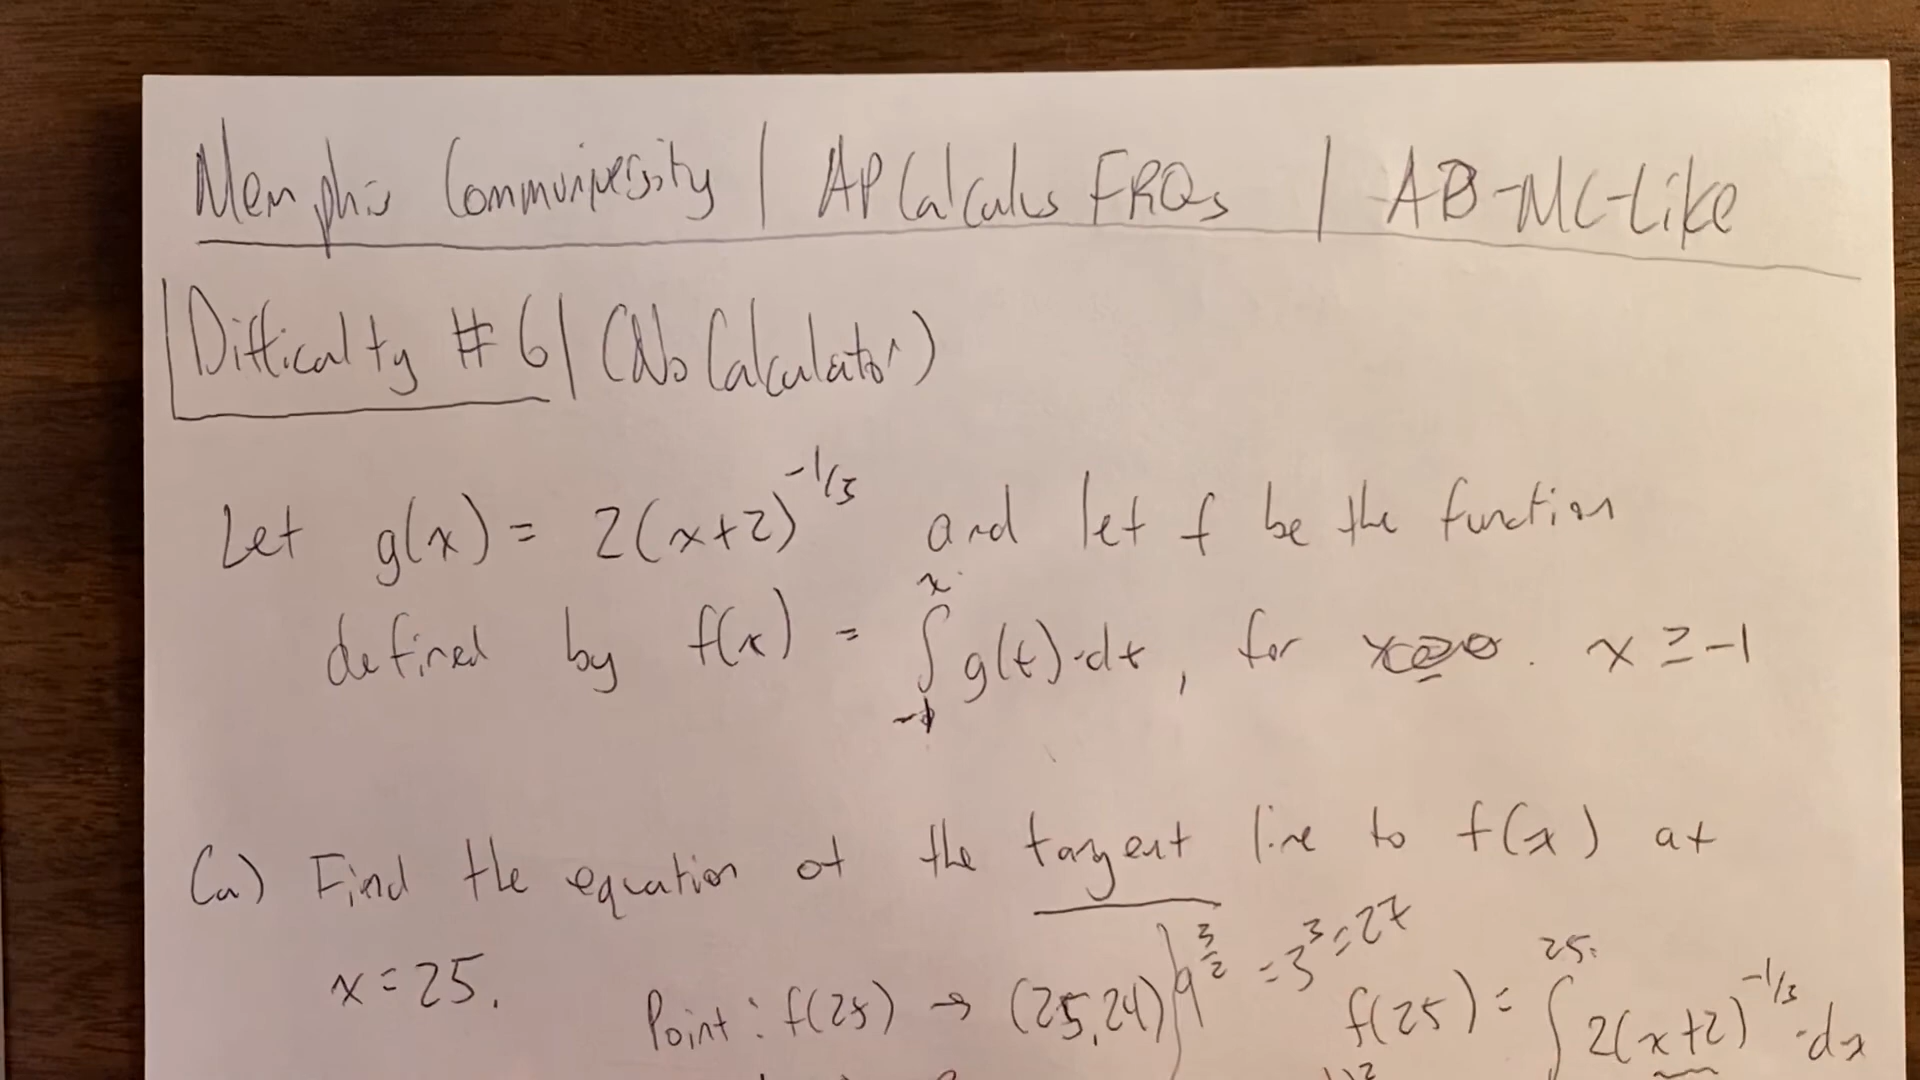 Memphis Communiversity | AP Calculus FRQs | AB-MC-Like
Difficulty #6 | (No Calculator)
Let g(x) = 2(x+2)^{-1/3} and let f be the function
defined by f(x) = ∫_{-1}^{x} g(t)·dt, for x ≥ -1
(a) Find the equation of the tangent line to f(x) at
x = 25.
Point: f(25) → (25,24)
9^{3/2} = 3^3 = 27
f(25) = ∫^{25} 2(x+2)^{-1/3}·dx